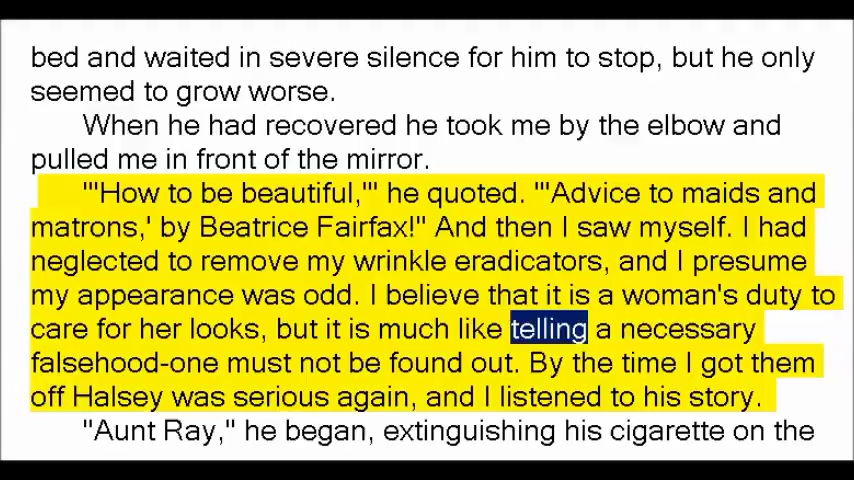 bed and waited in severe silence for him to stop, but he only
seemed to grow worse.
When he had recovered he took me by the elbow and
pulled me in front of the mirror.
"'How to be beautiful,'" he quoted. "'Advice to maids and
matrons,' by Beatrice Fairfax!" And then I saw myself. I had
neglected to remove my wrinkle eradicators, and I presume
my appearance was odd. I believe that it is a woman's duty to
care for her looks, but it is much like telling a necessary
falsehood-one must not be found out. By the time I got them
off Halsey was serious again, and I listened to his story.
"Aunt Ray," he began, extinguishing his cigarette on the